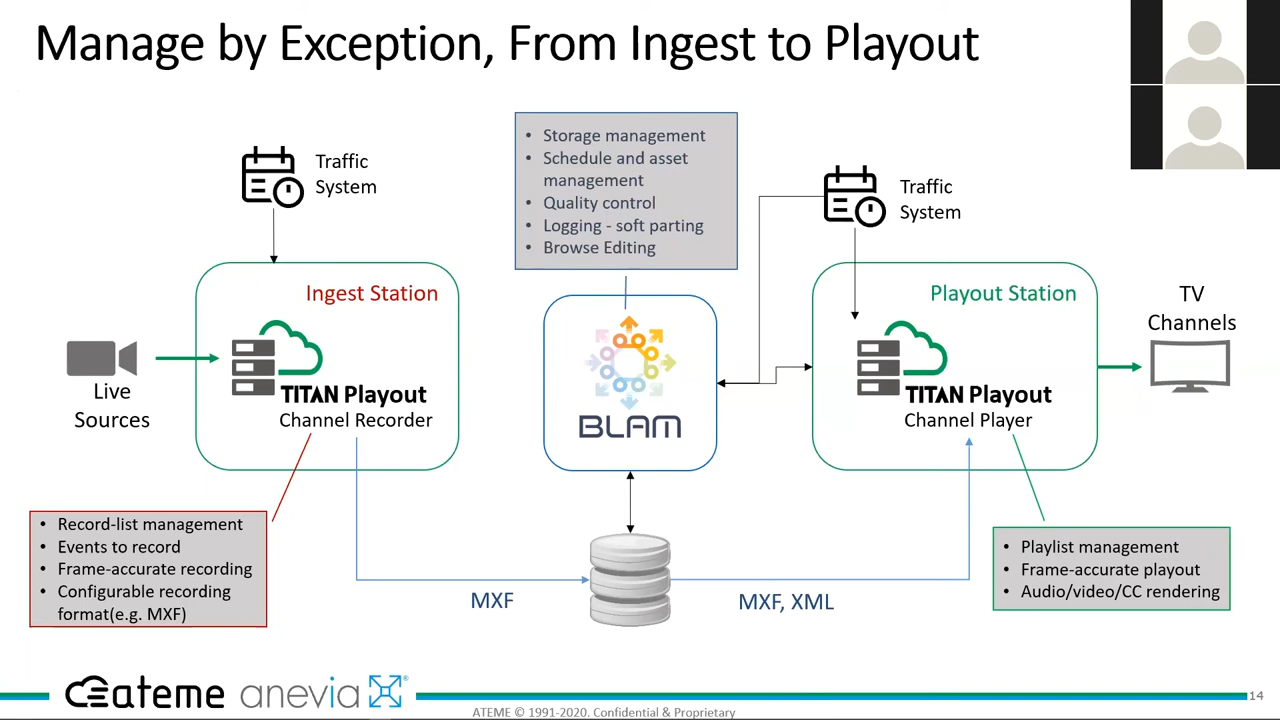 Manage by Exception, From Ingest to Playout
Traffic
System
• Storage management
• Schedule and asset
management
• Quality control
• Logging - soft parting
• Browse Editing
Traffic
System
Ingest Station
TITAN Playout
Channel Recorder
Live
Sources
BLAM
Playout Station
TITAN Playout
Channel Player
TV
Channels
• Record-list management
• Events to record
• Frame-accurate recording
• Configurable recording
format(e.g. MXF)
MXF
MXF, XML
• Playlist management
• Frame-accurate playout
• Audio/video/CC rendering
ateme anevia
ATEME © 1991-2020. Confidential & Proprietary
14